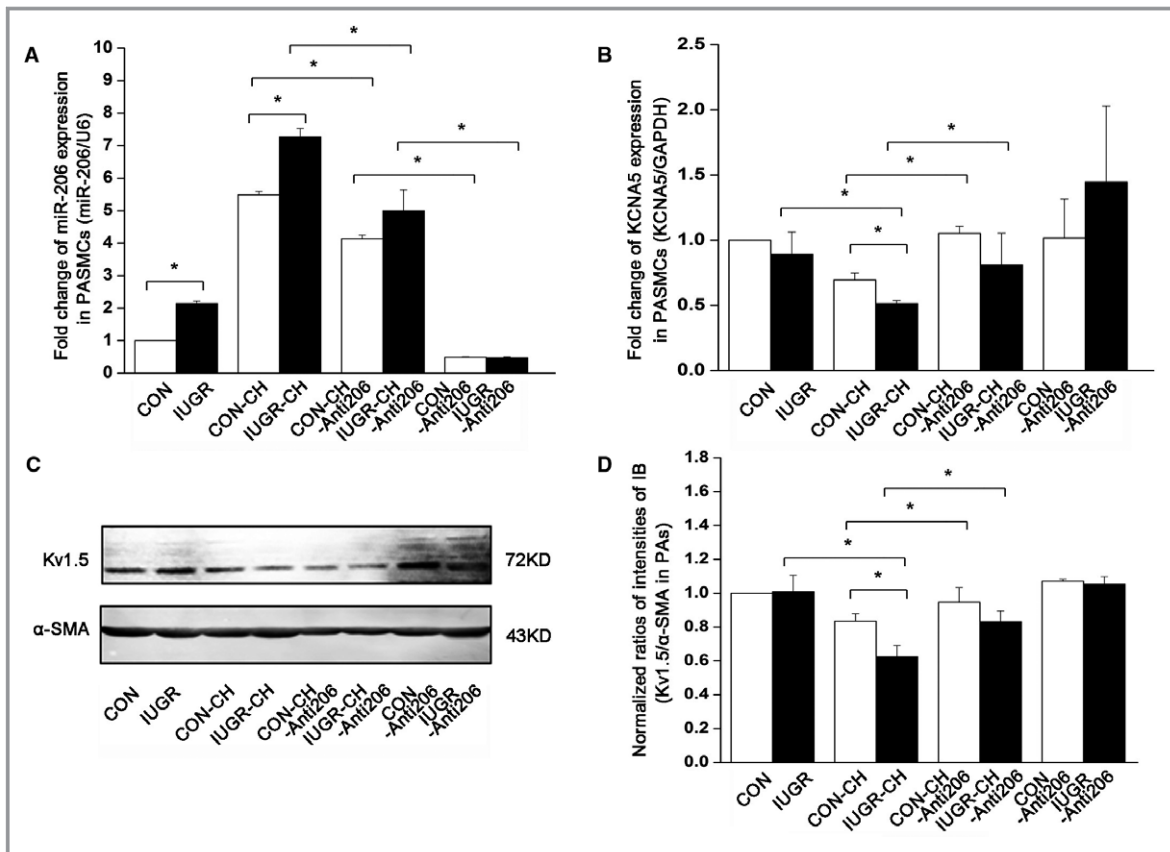 A
Fold change of miR-206 expression
in PASMCs (miR-206/U6)
10
9
8
7
6
5
4
3
2
1
0
*
*
*
*
*
*
CON
IUGR
CON-CH
IUGR-CH
CON-CH
-Anti206
IUGR-CH
-Anti206
CON
-Anti206
IUGR
-Anti206
B
Fold change of KCNA5 expression
in PASMCs (KCNA5/GAPDH)
2.5
2.0
1.5
1.0
0.5
0.0
*
*
*
*
CON
IUGR
CON-CH
IUGR-CH
CON-CH
-Anti206
IUGR-CH
-Anti206
CON
-Anti206
IUGR
-Anti206
C
Kv1.5
72KD
α-SMA
43KD
CON
IUGR
CON-CH
IUGR-CH
CON-CH
-Anti206
IUGR-CH
-Anti206
CON
-Anti206
IUGR
-Anti206
D
Normalized ratios of intensities of IB
(Kv1.5/α-SMA in PAs)
1.8
1.6
1.4
1.2
1.0
0.8
0.6
0.4
0.2
0.0
*
*
*
*
CON
IUGR
CON-CH
IUGR-CH
CON-CH
-Anti206
IUGR-CH
-Anti206
CON
-Anti206
IUGR
-Anti206